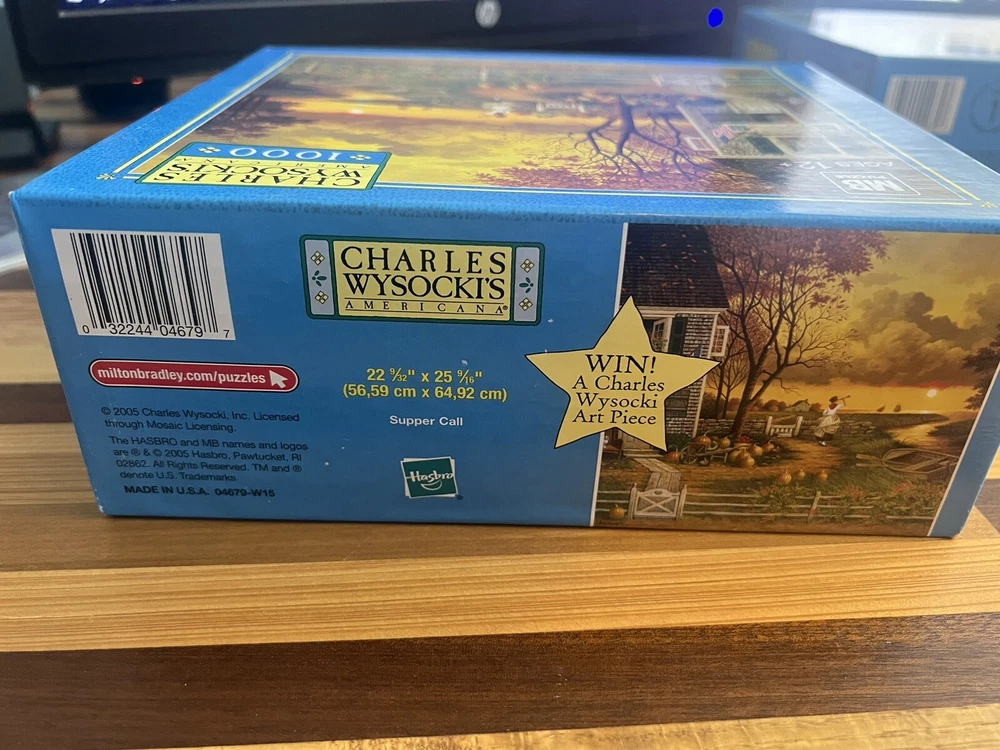 hp
1000
CHARLES
WYSOCKI'S
AMERICANA
MB
0 32244 04679 7
CHARLES
WYSOCKI'S
AMERICANA®
miltonbradley.com/puzzles
22 9/32" x 25 9/16"
(56,59 cm x 64,92 cm)
Supper Call
© 2005 Charles Wysocki, Inc. Licensed
through Mosaic Licensing.
The HASBRO and MB names and logos
are ® & © 2005 Hasbro, Pawtucket, RI
02862. All Rights Reserved. TM and ®
denote U.S. Trademarks.
MADE IN U.S.A. 04679-W15
Hasbro
WIN!
A Charles
Wysocki
Art Piece